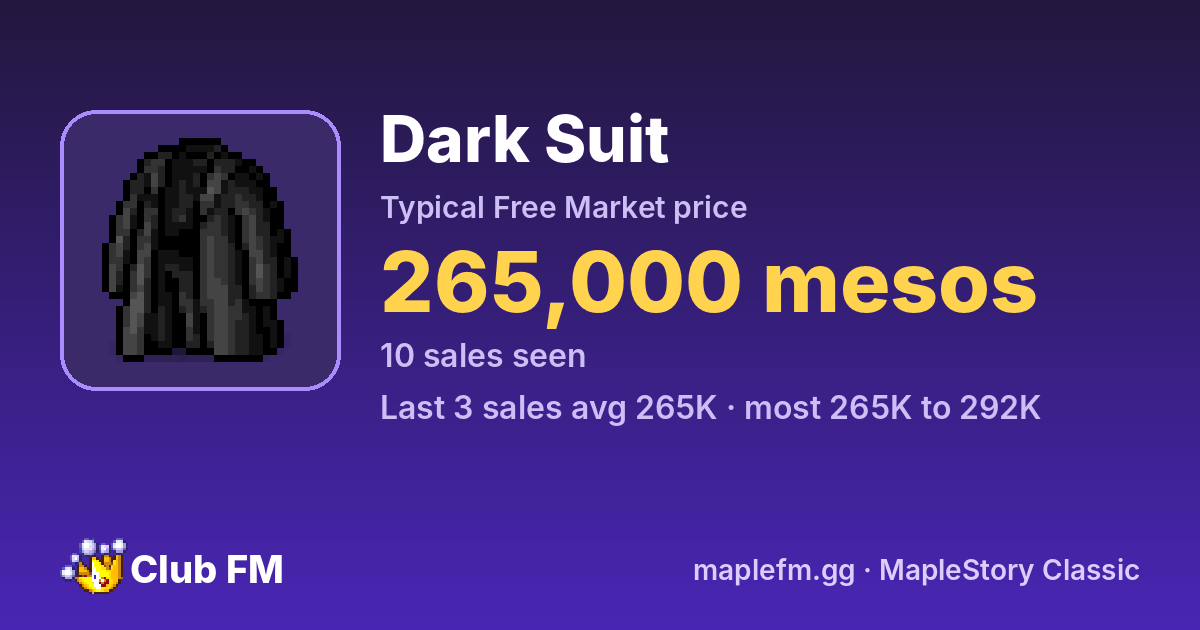 Dark Suit
Typical Free Market price
265,000 mesos
10 sales seen
Last 3 sales avg 265K · most 265K to 292K
Club FM
maplefm.gg · MapleStory Classic